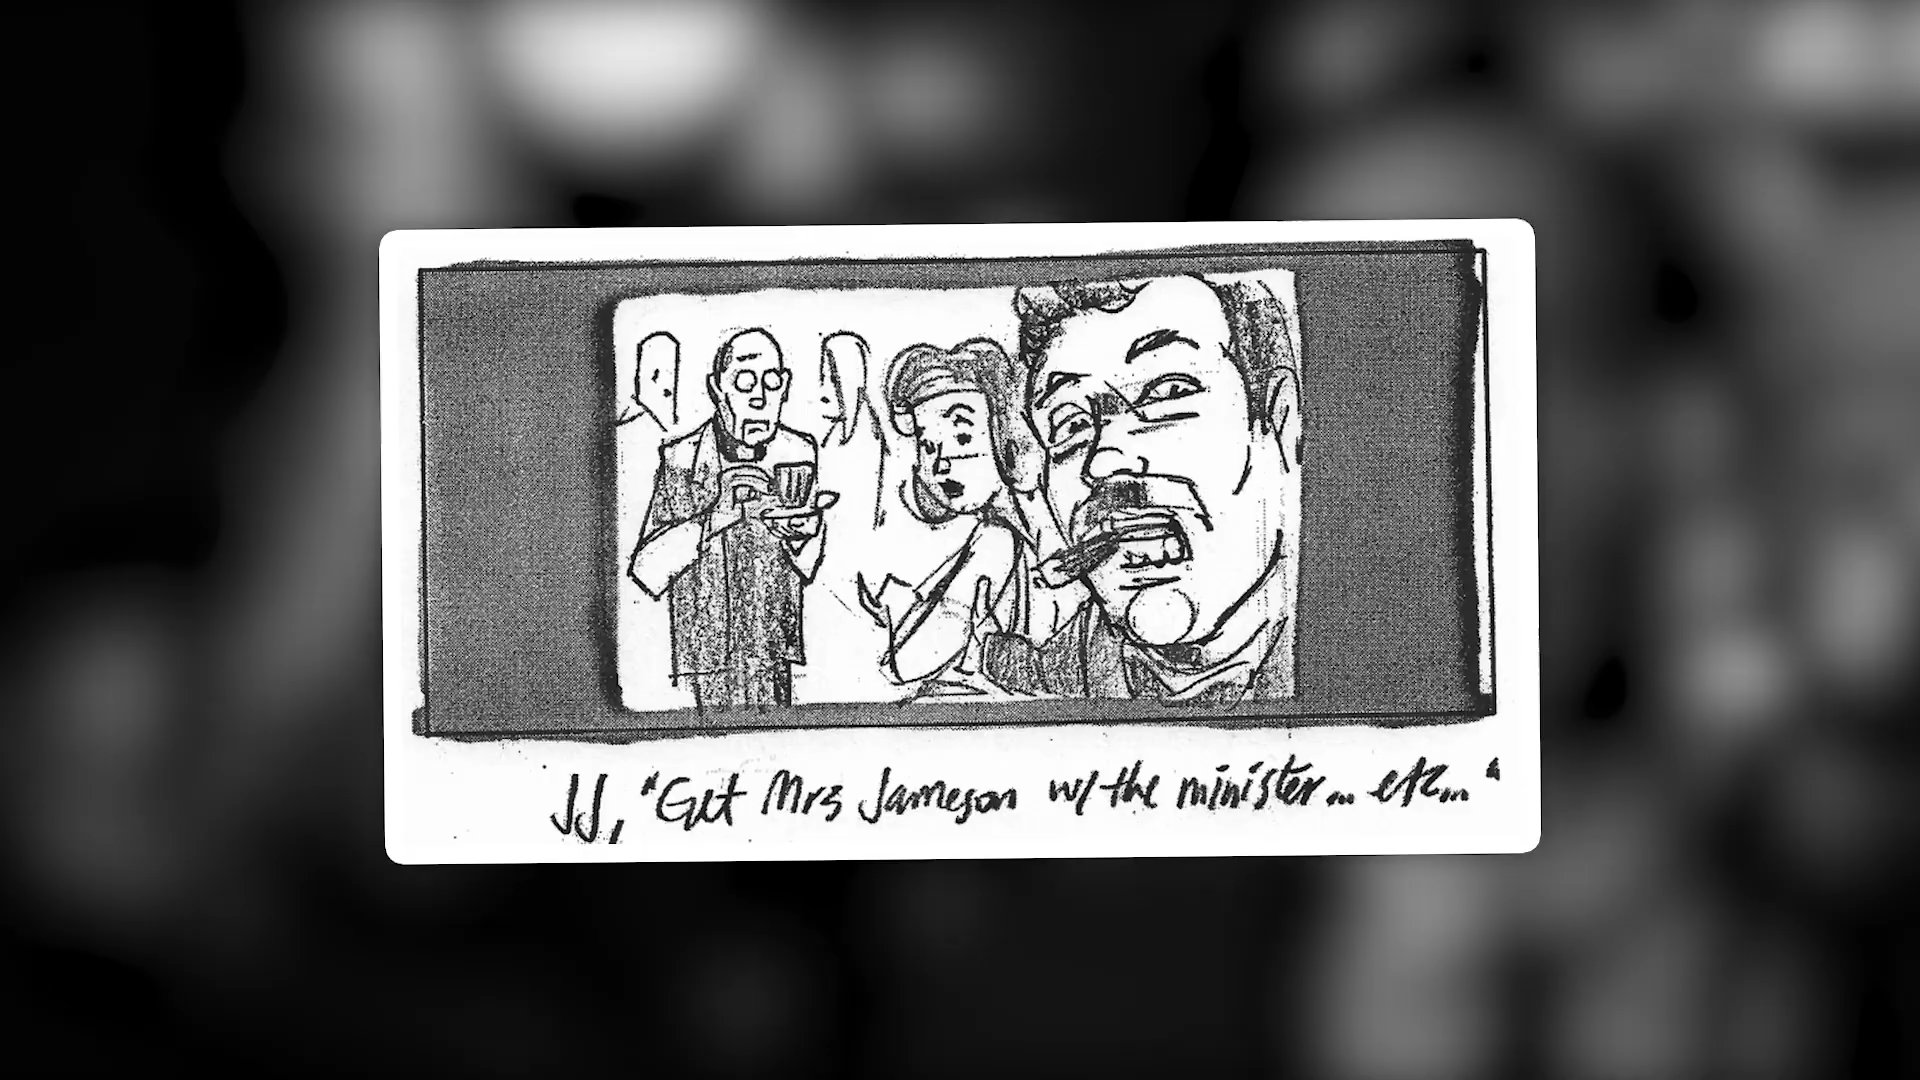 JJ, "Get Mrs Jameson w/ the minister... etc..."